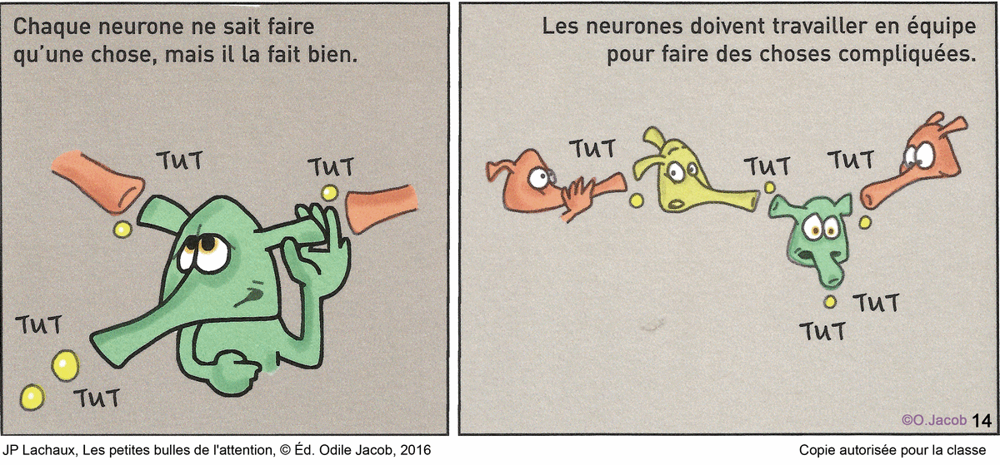 Chaque neurone ne sait faire
qu'une chose, mais il la fait bien.
TUT
TUT
TUT
TUT
Les neurones doivent travailler en équipe
pour faire des choses compliquées.
TUT
TUT
TUT
TUT
TUT
©O.Jacob 14
JP Lachaux, Les petites bulles de l'attention, © Éd. Odile Jacob, 2016
Copie autorisée pour la classe